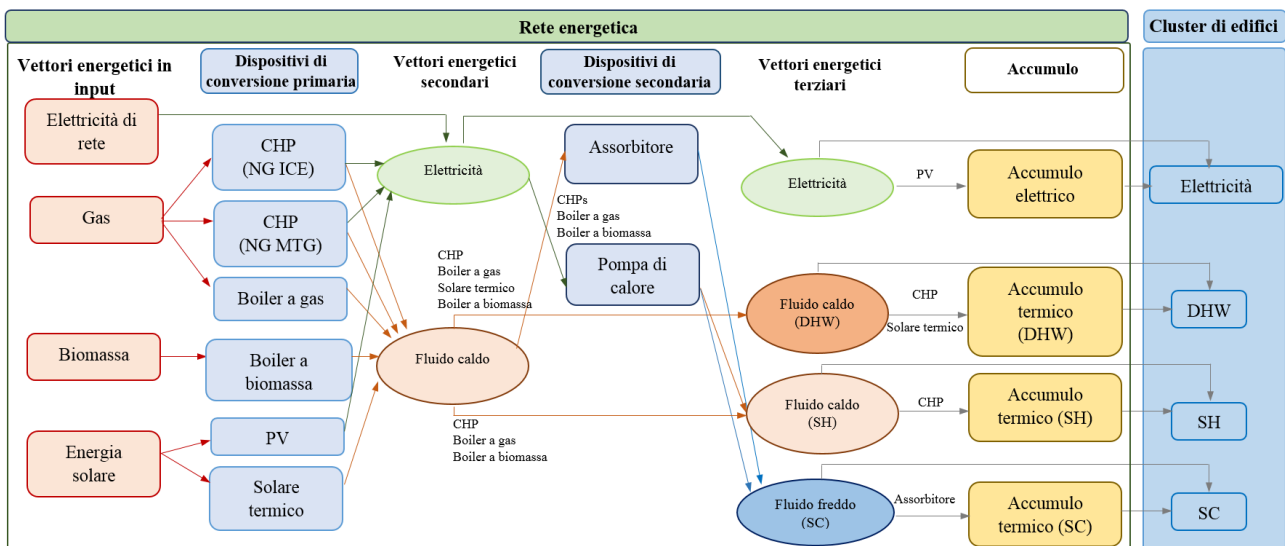 Rete energetica
Cluster di edifici
Vettori energetici in
input
Dispositivi di
conversione primaria
Vettori energetici
secondari
Dispositivi di
conversione secondaria
Vettori energetici
terziari
Accumulo
Elettricità di
rete
Gas
Biomassa
Energia
solare
CHP
(NG ICE)
CHP
(NG MTG)
Boiler a gas
Boiler a
biomassa
PV
Solare
termico
Elettricità
CHP
Boiler a gas
Solare termico
Boiler a biomassa
Fluido caldo
CHP
Boiler a gas
Boiler a biomassa
Assorbitore
CHPs
Boiler a gas
Boiler a biomassa
Pompa di
calore
Elettricità
PV
Accumulo
elettrico
Elettricità
Fluido caldo
(DHW)
CHP
Solare termico
Accumulo
termico
(DHW)
DHW
Fluido caldo
(SH)
CHP
Accumulo
termico (SH)
SH
Fluido freddo
(SC)
Assorbitore
Accumulo
termico (SC)
SC